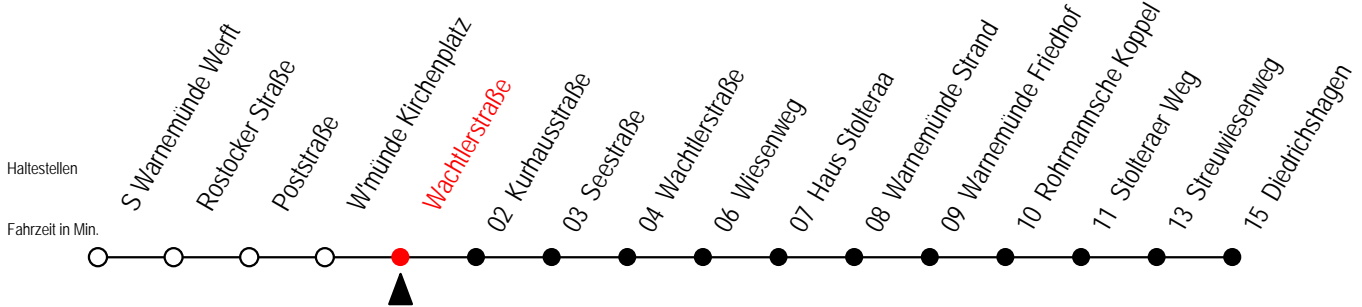 S Warnemünde Werft
Rostocker Straße
Poststraße
W'münde Kirchenplatz
Wachtlerstraße
02 Kurhausstraße
03 Seestraße
04 Wachtlerstraße
06 Wiesenweg
07 Haus Stolteraa
08 Warnemünde Strand
09 Warnemünde Friedhof
10 Rohrmannsche Koppel
11 Stolteraer Weg
13 Streuwiesenweg
15 Diedrichshagen
Haltestellen
Fahrzeit in Min.